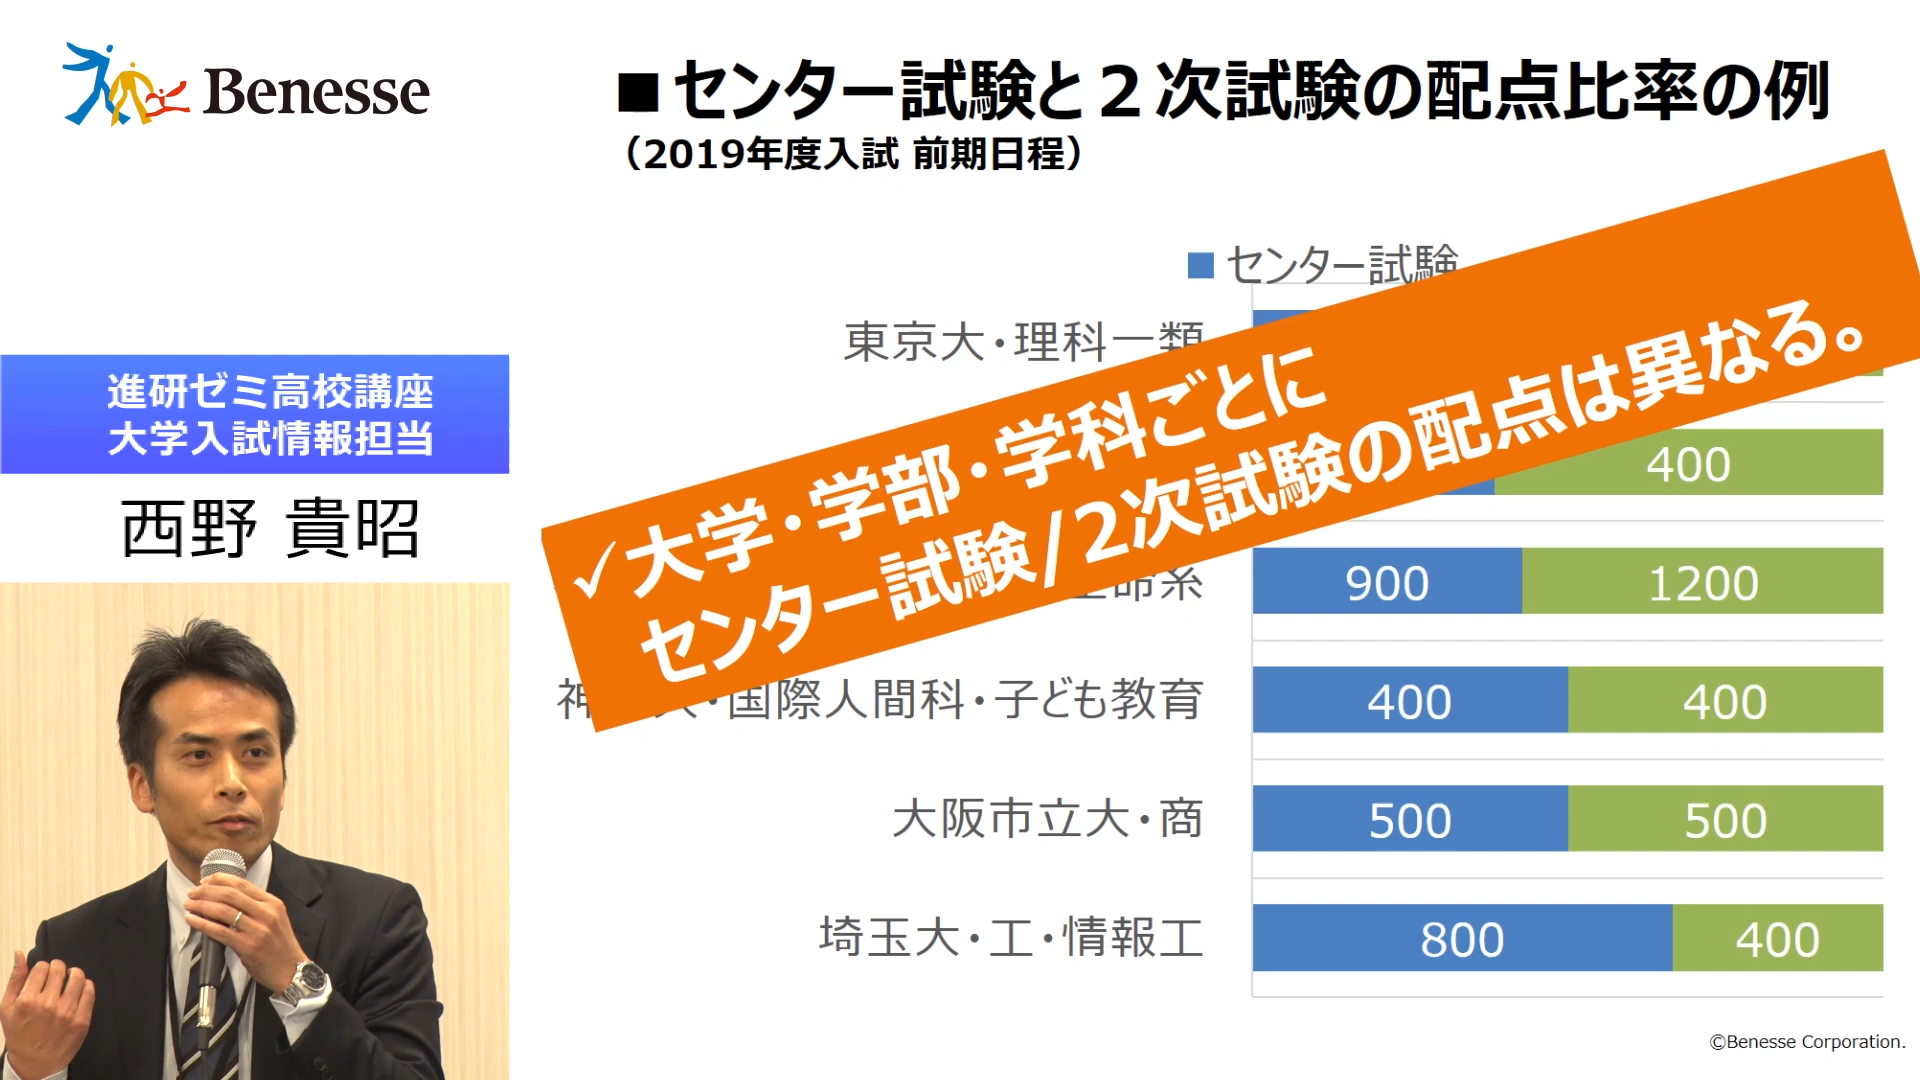 Benesse
■センター試験と２次試験の配点比率の例
（2019年度入試 前期日程）
進研ゼミ高校講座
大学入試情報担当
西野 貴昭
センター試験
東京大・理科一類
✓大学・学部・学科ごとに
センター試験/2次試験の配点は異なる。
400
900 1200
・国際人間科・子ども教育 400 400
大阪市立大・商 500 500
埼玉大・工・情報工 800 400
©Benesse Corporation.